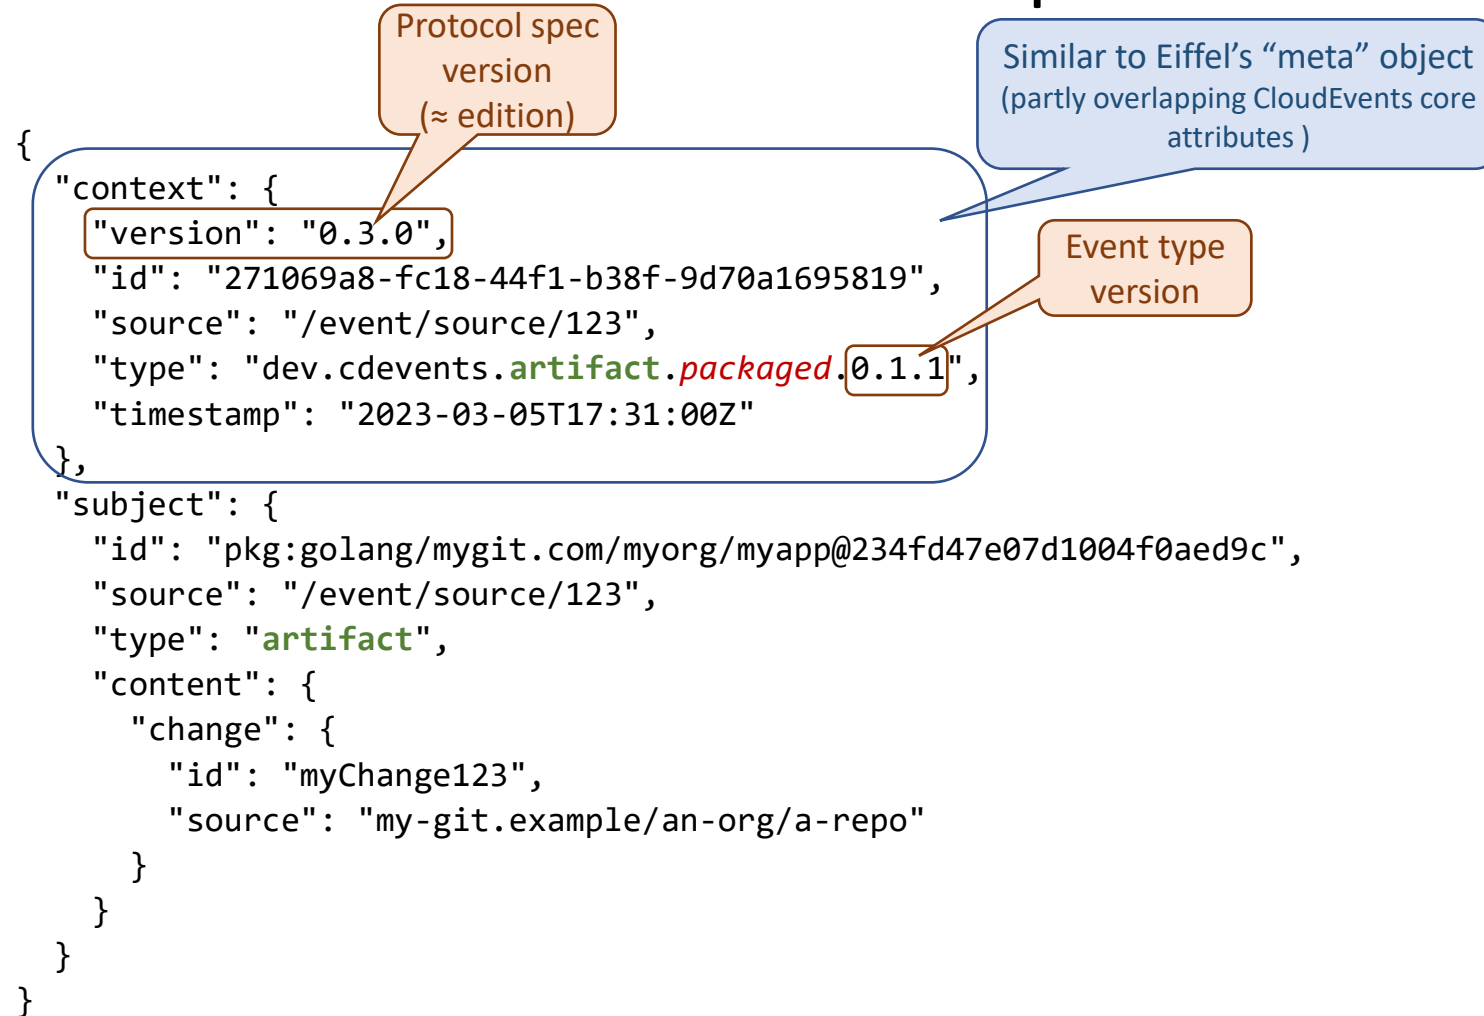 Protocol spec
version
(≈ edition)
Similar to Eiffel’s “meta” object
(partly overlapping CloudEvents core
attributes )
{
"context": {
"version": "0.3.0",
"id": "271069a8-fc18-44f1-b38f-9d70a1695819",
"source": "/event/source/123",
"type": "dev.cdevents.artifact.packaged.0.1.1",
"timestamp": "2023-03-05T17:31:00Z"
},
Event type
version
"subject": {
"id": "pkg:golang/mygit.com/myorg/myapp@234fd47e07d1004f0aed9c",
"source": "/event/source/123",
"type": "artifact",
"content": {
"change": {
"id": "myChange123",
"source": "my-git.example/an-org/a-repo"
}
}
}
}